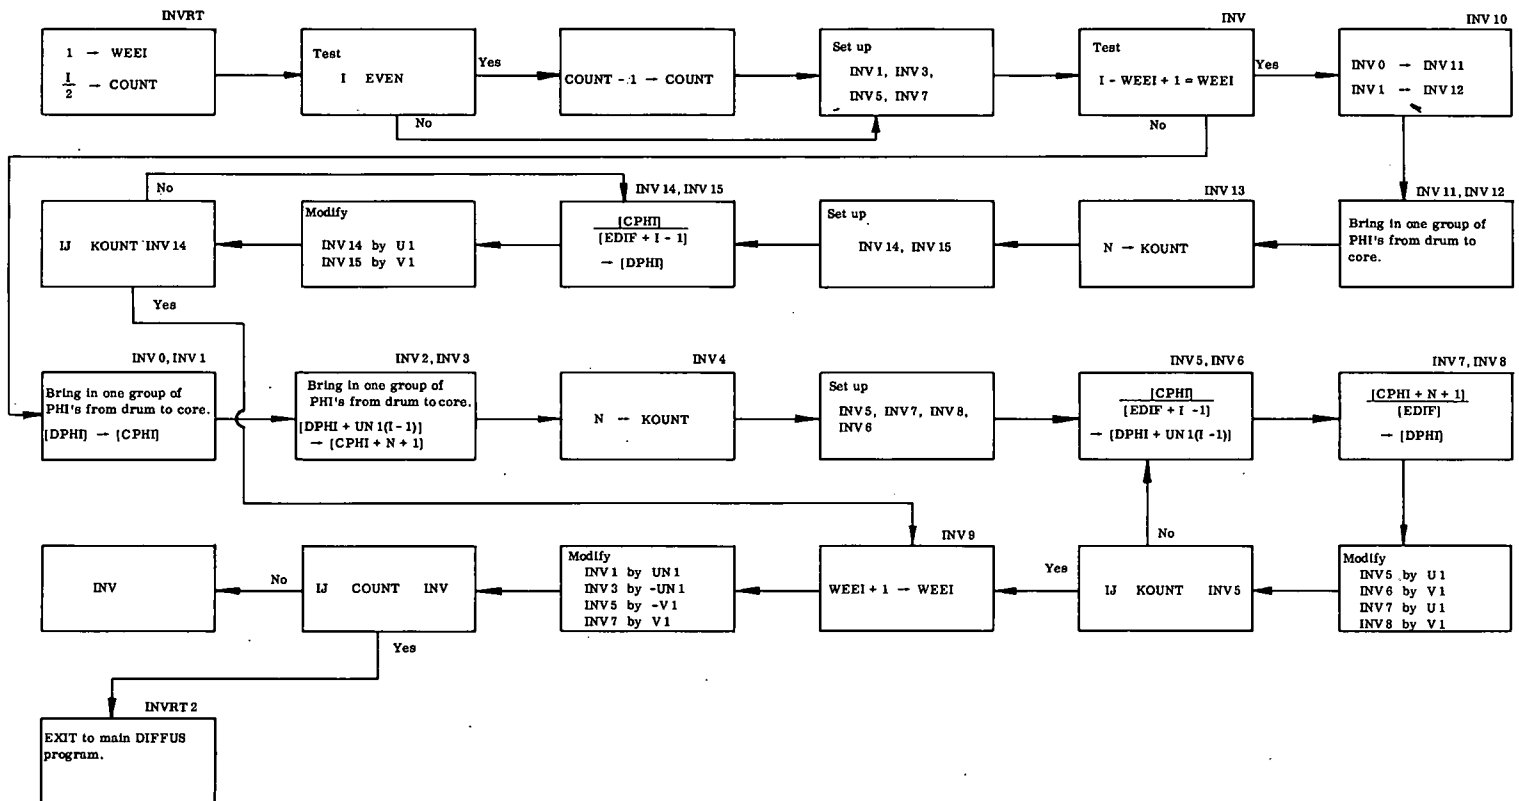 INVRT
1 → WEEI
I/2 → COUNT
Test
I EVEN
Yes
No
COUNT - 1 → COUNT
Set up
INV 1, INV 3,
INV 5, INV 7
INV
Test
I - WEEI + 1 = WEEI
Yes
No
INV 10
INV 0 → INV 11
INV 1 → INV 12
No
IJ KOUNT INV 14
Yes
Modify
INV 14 by U 1
INV 15 by V 1
INV 14, INV 15
[CPHI]
[EDIF + I - 1]
→ [DPHI]
Set up
INV 14, INV 15
INV 13
N → KOUNT
INV 11, INV 12
Bring in one group of
PHI's from drum to
core.
INV 0, INV 1
Bring in one group of
PHI's from drum to core.
[DPHI] → [CPHI]
INV 2, INV 3
Bring in one group of
PHI's from drum to core.
[DPHI + UN 1(I - 1)]
→ [CPHI + N + 1]
INV 4
N → KOUNT
Set up
INV 5, INV 7, INV 8,
INV 6
INV 5, INV 6
[CPHI]
[EDIF + I - 1]
→ [DPHI + UN 1(I - 1)]
INV 7, INV 8
[CPHI + N + 1]
[EDIF]
→ [DPHI]
INV
No
IJ COUNT INV
Yes
Modify
INV 1 by UN 1
INV 3 by -UN 1
INV 5 by -V 1
INV 7 by V 1
INV 9
WEEI + 1 → WEEI
Yes
No
IJ KOUNT INV 5
Modify
INV 5 by U 1
INV 6 by V 1
INV 7 by U 1
INV 8 by V 1
INVRT 2
EXIT to main DIFFUS
program.